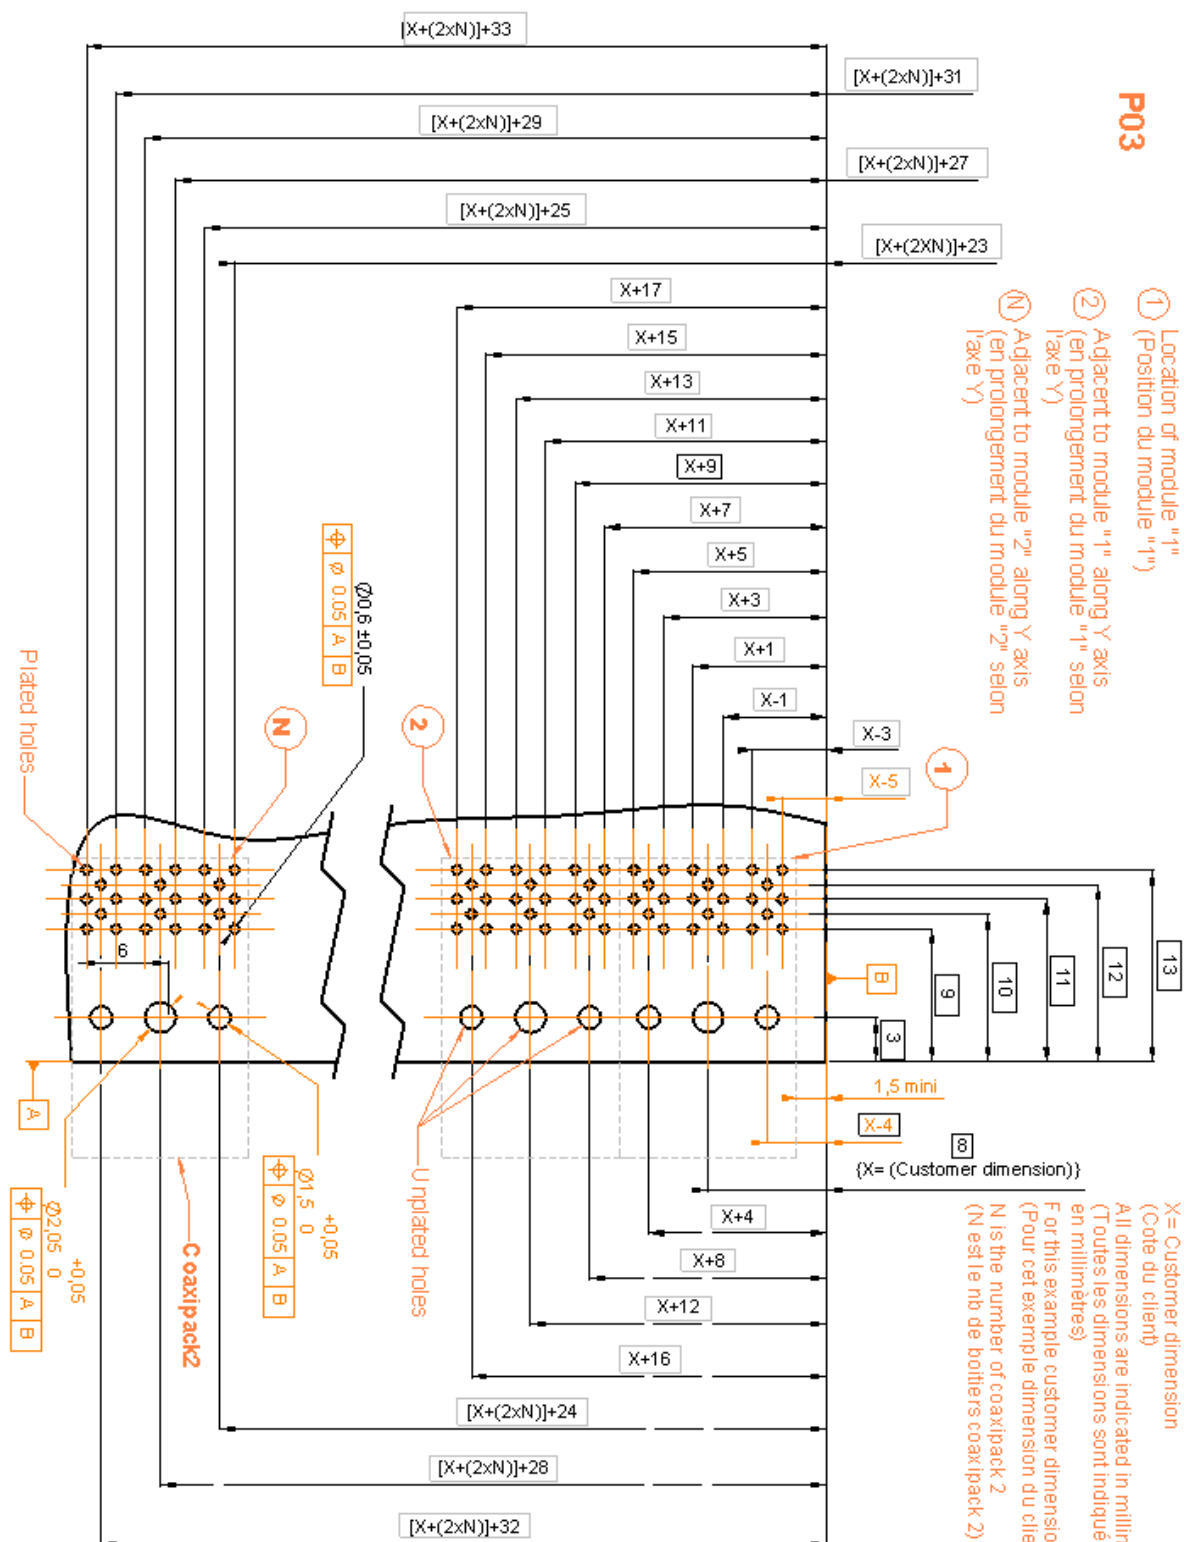 P03
[X+(2xN)]+33
[X+(2xN)]+31
[X+(2xN)]+29
[X+(2xN)]+27
[X+(2xN)]+25
[X+(2XN)]+23
X+17
X+15
X+13
X+11
X+9
X+7
X+5
X+3
X+1
X-1
X-3
X-5
1 Location of module "1"
(Position du module "1")
2 Adjacent to module "1" along Y axis
(en prolongement du module "1" selon
l'axe Y)
N Adjacent to module "2" along Y axis
(en prolongement du module "2" selon
l'axe Y)
Ø0,6 ±0,05
⌖ Ø 0.05 A B
Plated holes
N
2
1
6
13
12
11
10
9
3
B
A
1,5 mini
X-4
8
{X= (Customer dimension)}
X+4
X+8
X+12
X+16
[X+(2xN)]+24
[X+(2xN)]+28
[X+(2xN)]+32
Unplated holes
Coaxipack2
Ø1,5 +0,05 0
⌖ Ø 0.05 A B
Ø2,05 +0,05 0
⌖ Ø 0.05 A B
X= Customer dimension
(Cote du client)
All dimensions are indicated in
(Toutes les dimensions sont
en millimètres)
For this example customer
(Pour cet exemple dimension du
N is the number of coaxipack 2
(N est le nb de boitiers coaxipack 2)